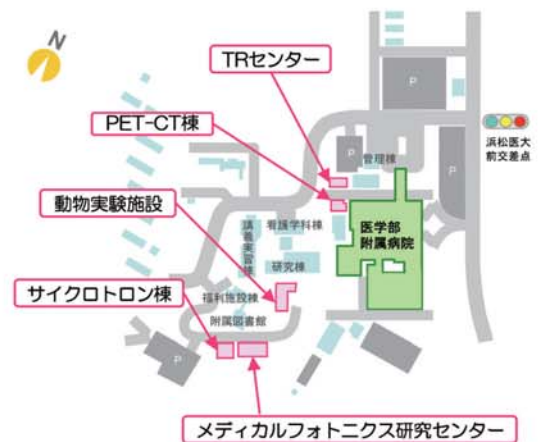 N
TRセンター
PET-CT棟
動物実験施設
サイクロトロン棟
メディカルフォトニクス研究センター
P
P
P
P
管理棟
浜松医大
前交差点
看護学科棟
講義実習棟
医学部
附属病院
研究棟
福利施設棟
附属図書館